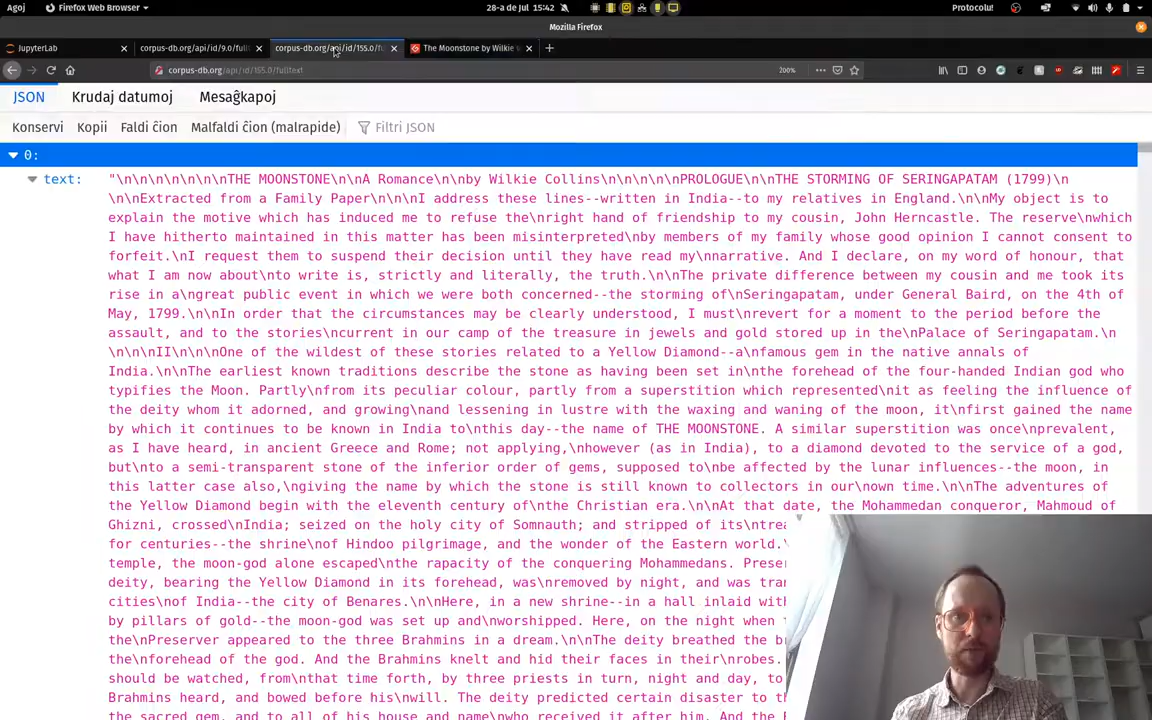 Agoj
Firefox Web Browser
28-a de Jul 15:42
Protocolu!
Mozilla Firefox
JupyterLab
corpus-db.org/api/id/9.0/full
corpus-db.org/api/id/155.0/fu
The Moonstone by Wilkie
corpus-db.org/api/id/155.0/fulltext
200%
JSON
Krudaj datumoj
Mesaĝkapoj
Konservi
Kopii
Faldi ĉion
Malfaldi ĉion (malrapide)
Filtri JSON
0:
text:
"\n\n\n\n\n\n\nTHE MOONSTONE\n\nA Romance\n\nby Wilkie Collins\n\n\n\n\nPROLOGUE\n\nTHE STORMING OF SERINGAPATAM (1799)\n
\n\nExtracted from a Family Paper\n\n\nI address these lines--written in India--to my relatives in England.\n\nMy object is to
explain the motive which has induced me to refuse the\nright hand of friendship to my cousin, John Herncastle. The reserve\nwhich
I have hitherto maintained in this matter has been misinterpreted\nby members of my family whose good opinion I cannot consent to
forfeit.\nI request them to suspend their decision until they have read my\nnarrative. And I declare, on my word of honour, that
what I am now about\nto write is, strictly and literally, the truth.\n\nThe private difference between my cousin and me took its
rise in a\ngreat public event in which we were both concerned--the storming of\nSeringapatam, under General Baird, on the 4th of
May, 1799.\n\nIn order that the circumstances may be clearly understood, I must\nrevert for a moment to the period before the
assault, and to the stories\ncurrent in our camp of the treasure in jewels and gold stored up in the\nPalace of Seringapatam.\n
\n\n\nII\n\n\nOne of the wildest of these stories related to a Yellow Diamond--a\nfamous gem in the native annals of
India.\n\nThe earliest known traditions describe the stone as having been set in\nthe forehead of the four-handed Indian god who
typifies the Moon. Partly\nfrom its peculiar colour, partly from a superstition which represented\nit as feeling the influence of
the deity whom it adorned, and growing\nand lessening in lustre with the waxing and waning of the moon, it\nfirst gained the name
by which it continues to be known in India to\nthis day--the name of THE MOONSTONE. A similar superstition was once\nprevalent,
as I have heard, in ancient Greece and Rome; not applying,\nhowever (as in India), to a diamond devoted to the service of a god,
but\nto a semi-transparent stone of the inferior order of gems, supposed to\nbe affected by the lunar influences--the moon, in
this latter case also,\ngiving the name by which the stone is still known to collectors in our\nown time.\n\nThe adventures of
the Yellow Diamond begin with the eleventh century of\nthe Christian era.\n\nAt that date, the Mohammedan conqueror, Mahmoud of
Ghizni, crossed\nIndia; seized on the holy city of Somnauth; and stripped of its\ntrea
for centuries--the shrine\nof Hindoo pilgrimage, and the wonder of the Eastern world.\
temple, the moon-god alone escaped\nthe rapacity of the conquering Mohammedans. Preser
deity, bearing the Yellow Diamond in its forehead, was\nremoved by night, and was tran
cities\nof India--the city of Benares.\n\nHere, in a new shrine--in a hall inlaid with
by pillars of gold--the moon-god was set up and\nworshipped. Here, on the night when t
the\nPreserver appeared to the three Brahmins in a dream.\n\nThe deity breathed the br
the\nforehead of the god. And the Brahmins knelt and hid their faces in their\nrobes.
should be watched, from\nthat time forth, by three priests in turn, night and day, to
Brahmins heard, and bowed before his\nwill. The deity predicted certain disaster to th
the sacred gem, and to all of his house and name\nwho received it after him. And the B